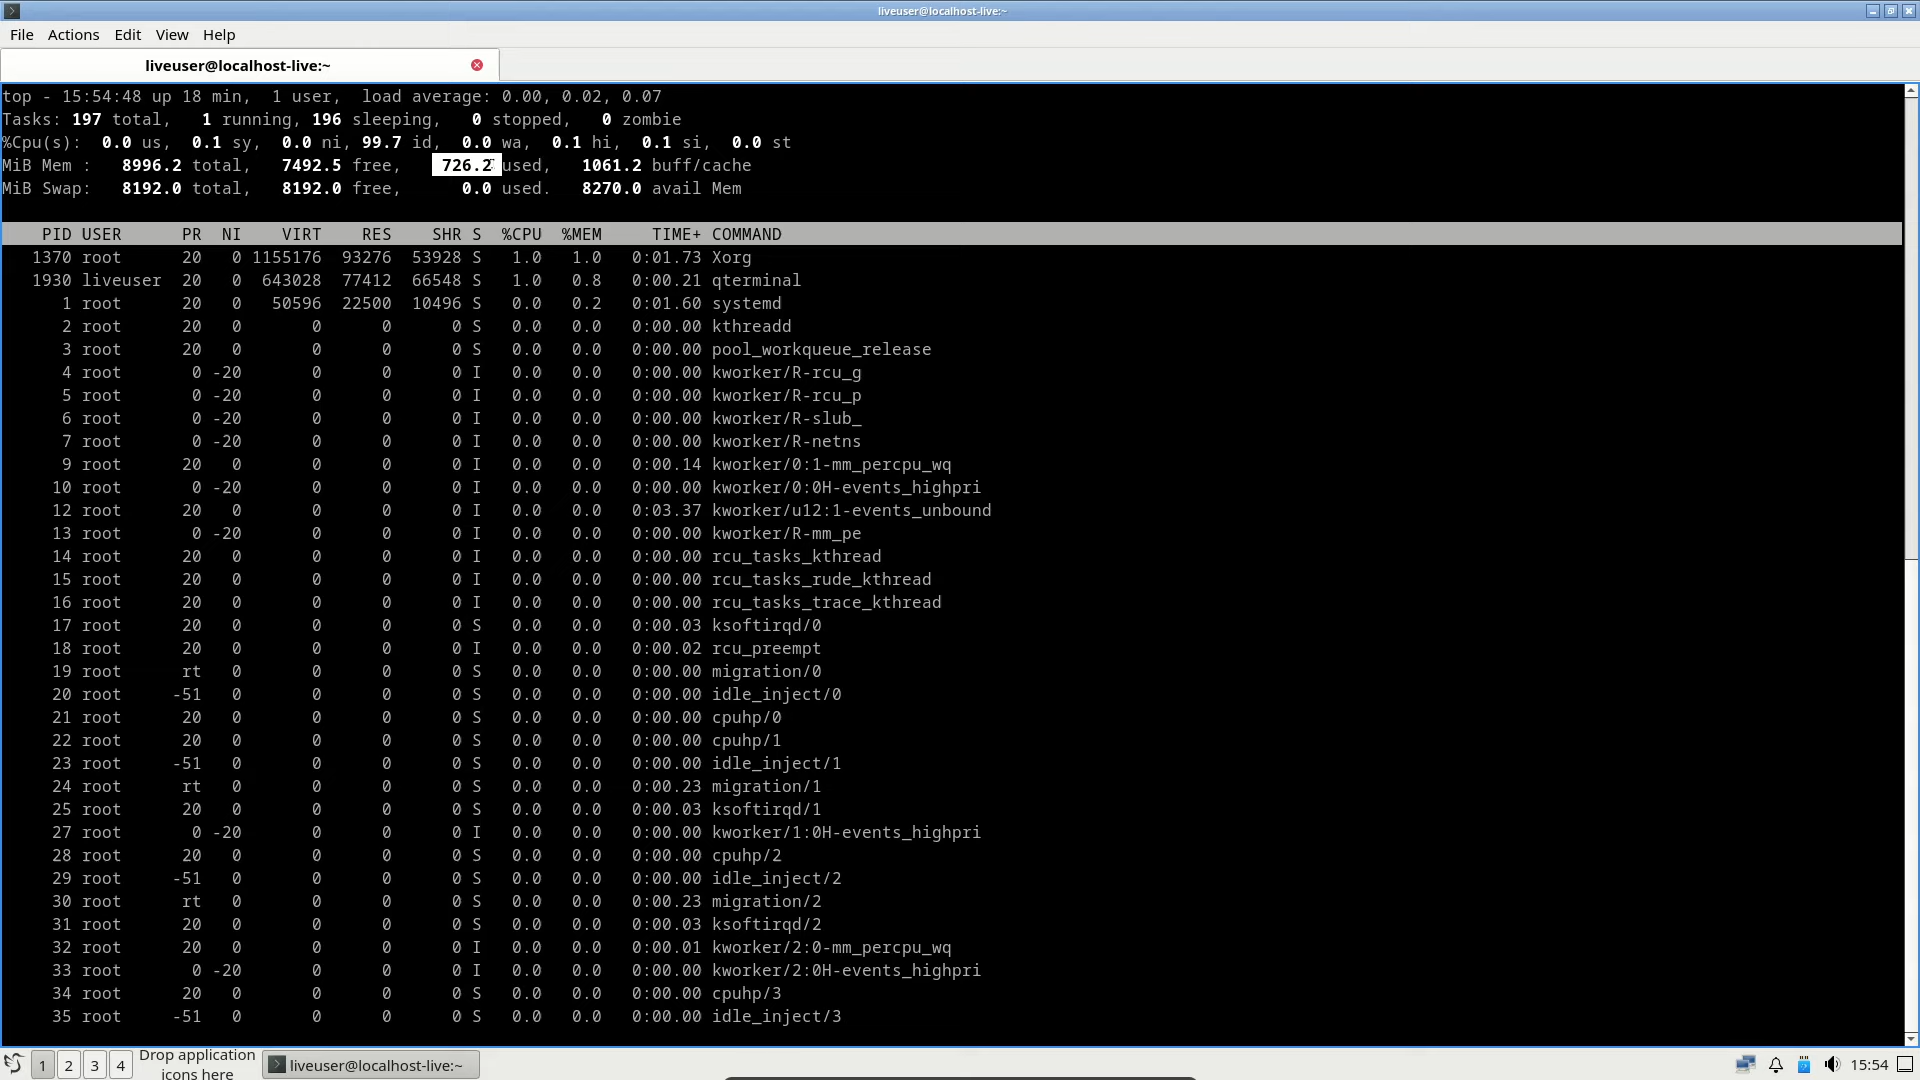 liveuser@localhost-live:~
File Actions Edit View Help
liveuser@localhost-live:~
top - 15:54:48 up 18 min,  1 user,  load average: 0.00, 0.02, 0.07
Tasks: 197 total,   1 running, 196 sleeping,   0 stopped,   0 zombie
%Cpu(s):  0.0 us,  0.1 sy,  0.0 ni, 99.7 id,  0.0 wa,  0.1 hi,  0.1 si,  0.0 st
MiB Mem :   8996.2 total,   7492.5 free,    726.2 used,   1061.2 buff/cache
MiB Swap:   8192.0 total,   8192.0 free,      0.0 used.   8270.0 avail Mem
PID USER PR NI VIRT RES SHR S %CPU %MEM TIME+ COMMAND
1370 root 20 0 1155176 93276 53928 S 1.0 1.0 0:01.73 Xorg
1930 liveuser 20 0 643028 77412 66548 S 1.0 0.8 0:00.21 qterminal
1 root 20 0 50596 22500 10496 S 0.0 0.2 0:01.60 systemd
2 root 20 0 0 0 0 S 0.0 0.0 0:00.00 kthreadd
3 root 20 0 0 0 0 S 0.0 0.0 0:00.00 pool_workqueue_release
4 root 0 -20 0 0 0 I 0.0 0.0 0:00.00 kworker/R-rcu_g
5 root 0 -20 0 0 0 I 0.0 0.0 0:00.00 kworker/R-rcu_p
6 root 0 -20 0 0 0 I 0.0 0.0 0:00.00 kworker/R-slub_
7 root 0 -20 0 0 0 I 0.0 0.0 0:00.00 kworker/R-netns
9 root 20 0 0 0 0 I 0.0 0.0 0:00.14 kworker/0:1-mm_percpu_wq
10 root 0 -20 0 0 0 I 0.0 0.0 0:00.00 kworker/0:0H-events_highpri
12 root 20 0 0 0 0 I 0.0 0.0 0:03.37 kworker/u12:1-events_unbound
13 root 0 -20 0 0 0 I 0.0 0.0 0:00.00 kworker/R-mm_pe
14 root 20 0 0 0 0 I 0.0 0.0 0:00.00 rcu_tasks_kthread
15 root 20 0 0 0 0 I 0.0 0.0 0:00.00 rcu_tasks_rude_kthread
16 root 20 0 0 0 0 I 0.0 0.0 0:00.00 rcu_tasks_trace_kthread
17 root 20 0 0 0 0 S 0.0 0.0 0:00.03 ksoftirqd/0
18 root 20 0 0 0 0 I 0.0 0.0 0:00.02 rcu_preempt
19 root rt 0 0 0 0 S 0.0 0.0 0:00.00 migration/0
20 root -51 0 0 0 0 S 0.0 0.0 0:00.00 idle_inject/0
21 root 20 0 0 0 0 S 0.0 0.0 0:00.00 cpuhp/0
22 root 20 0 0 0 0 S 0.0 0.0 0:00.00 cpuhp/1
23 root -51 0 0 0 0 S 0.0 0.0 0:00.00 idle_inject/1
24 root rt 0 0 0 0 S 0.0 0.0 0:00.23 migration/1
25 root 20 0 0 0 0 S 0.0 0.0 0:00.03 ksoftirqd/1
27 root 0 -20 0 0 0 I 0.0 0.0 0:00.00 kworker/1:0H-events_highpri
28 root 20 0 0 0 0 S 0.0 0.0 0:00.00 cpuhp/2
29 root -51 0 0 0 0 S 0.0 0.0 0:00.00 idle_inject/2
30 root rt 0 0 0 0 S 0.0 0.0 0:00.23 migration/2
31 root 20 0 0 0 0 S 0.0 0.0 0:00.03 ksoftirqd/2
32 root 20 0 0 0 0 I 0.0 0.0 0:00.01 kworker/2:0-mm_percpu_wq
33 root 0 -20 0 0 0 I 0.0 0.0 0:00.00 kworker/2:0H-events_highpri
34 root 20 0 0 0 0 S 0.0 0.0 0:00.00 cpuhp/3
35 root -51 0 0 0 0 S 0.0 0.0 0:00.00 idle_inject/3
1 2 3 4 Drop application icons here liveuser@localhost-live:~ 15:54